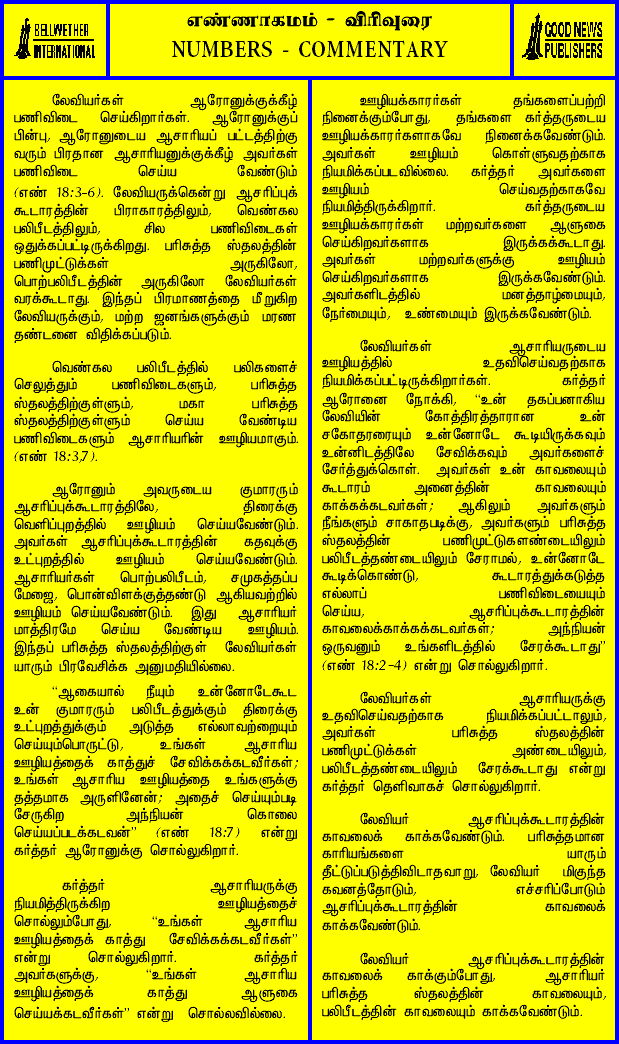 BELLWETHER
INTERNATIONAL
எண்ணாகமம் - விரிவுரை
NUMBERS - COMMENTARY
GOOD NEWS
PUBLISHERS
லேவியர்கள் ஆரோனுக்குக்கீழ்
பணிவிடை செய்கிறார்கள். ஆரோனுக்குப்
பின்பு, ஆரோனுடைய ஆசாரியப் பட்டத்திற்கு
வரும் பிரதான ஆசாரியனுக்குக்கீழ் அவர்கள்
பணிவிடை செய்ய வேண்டும்
(எண் 18:3-6). லேவியருக்கென்று ஆசரிப்புக்
கூடாரத்தின் பிராகாரத்திலும், வெண்கல
பலிபீடத்திலும், சில பணிவிடைகள்
ஒதுக்கப்பட்டிருக்கிறது. பரிசுத்த ஸ்தலத்தின்
பணிமுட்டுக்கள் அருகிலோ,
பொற்பலிபீடத்தின் அருகிலோ லேவியர்கள்
வரக்கூடாது. இந்தப் பிரமாணத்தை மீறுகிற
லேவியருக்கும், மற்ற ஜனங்களுக்கும் மரண
தண்டனை விதிக்கப்படும்.
வெண்கல பலிபீடத்தில் பலிகளைச்
செலுத்தும் பணிவிடைகளும், பரிசுத்த
ஸ்தலத்திற்குள்ளும், மகா பரிசுத்த
ஸ்தலத்திற்குள்ளும் செய்ய வேண்டிய
பணிவிடைகளும் ஆசாரியரின் ஊழியமாகும்.
(எண் 18:3,7).
ஆரோனும் அவருடைய குமாரரும்
ஆசரிப்புக்கூடாரத்திலே, திரைக்கு
வெளிப்புறத்தில் ஊழியம் செய்யவேண்டும்.
அவர்கள் ஆசரிப்புக்கூடாரத்தின் கதவுக்கு
உட்புறத்தில் ஊழியம் செய்யவேண்டும்.
ஆசாரியர்கள் பொற்பலிபீடம், சமுகத்தப்ப
மேஜை, பொன்விளக்குத்தண்டு ஆகியவற்றில்
ஊழியம் செய்யவேண்டும். இது ஆசாரியர்
மாத்திரமே செய்ய வேண்டிய ஊழியம்.
இந்தப் பரிசுத்த ஸ்தலத்திற்குள் லேவியர்கள்
யாரும் பிரவேசிக்க அனுமதியில்லை.
“ஆகையால் நீயும் உன்னோடேகூட
உன் குமாரரும் பலிபீடத்துக்கும் திரைக்கு
உட்புறத்துக்கும் அடுத்த எல்லாவற்றையும்
செய்யும்பொருட்டு, உங்கள் ஆசாரிய
ஊழியத்தைக் காத்துச் சேவிக்கக்கடவீர்கள்;
உங்கள் ஆசாரிய ஊழியத்தை உங்களுக்கு
தத்தமாக அருளினேன்; அதைச் செய்யும்படி
சேருகிற அந்நியன் கொலை
செய்யப்படக்கடவன்” (எண் 18:7) என்று
கர்த்தர் ஆரோனுக்கு சொல்லுகிறார்.
கர்த்தர் ஆசாரியருக்கு
நியமித்திருக்கிற ஊழியத்தைச்
சொல்லும்போது, “உங்கள் ஆசாரிய
ஊழியத்தைக் காத்து சேவிக்கக்கடவீர்கள்”
என்று சொல்லுகிறார். கர்த்தர்
அவர்களுக்கு, “உங்கள் ஆசாரிய
ஊழியத்தைக் காத்து ஆளுகை
செய்யக்கடவீர்கள்” என்று சொல்லவில்லை.
ஊழியக்காரர்கள் தங்களைப்பற்றி
நினைக்கும்போது, தங்களை கர்த்தருடைய
ஊழியக்காரர்களாகவே நினைக்கவேண்டும்.
அவர்கள் ஊழியம் கொள்ளுவதற்காக
நியமிக்கப்படவில்லை. கர்த்தர் அவர்களை
ஊழியம் செய்வதற்காகவே
நியமித்திருக்கிறார். கர்த்தருடைய
ஊழியக்காரர்கள் மற்றவர்களை ஆளுகை
செய்கிறவர்களாக இருக்கக்கூடாது.
அவர்கள் மற்றவர்களுக்கு ஊழியம்
செய்கிறவர்களாக இருக்கவேண்டும்.
அவர்களிடத்தில் மனத்தாழ்மையும்,
நேர்மையும், உண்மையும் இருக்கவேண்டும்.
லேவியர்கள் ஆசாரியருடைய
ஊழியத்தில் உதவிசெய்வதற்காக
நியமிக்கப்பட்டிருக்கிறார்கள். கர்த்தர்
ஆரோனை நோக்கி, “உன் தகப்பனாகிய
லேவியின் கோத்திரத்தாரான உன்
சகோதரரையும் உன்னோடே கூடியிருக்கவும்
உன்னிடத்திலே சேவிக்கவும் அவர்களைச்
சேர்த்துக்கொள். அவர்கள் உன் காவலையும்
கூடாரம் அனைத்தின் காவலையும்
காக்கக்கடவர்கள்; ஆகிலும் அவர்களும்
நீங்களும் சாகாதபடிக்கு, அவர்களும் பரிசுத்த
ஸ்தலத்தின் பணிமுட்டுகளண்டையிலும்
பலிபீடத்தண்டையிலும் சேராமல், உன்னோடே
கூடிக்கொண்டு, கூடாரத்துக்கடுத்த
எல்லாப் பணிவிடையையும்
செய்ய, ஆசரிப்புக்கூடாரத்தின்
காவலைக்காக்கக்கடவர்கள்; அந்நியன்
ஒருவனும் உங்களிடத்தில் சேரக்கூடாது”
(எண் 18:2-4) என்று சொல்லுகிறார்.
லேவியர்கள் ஆசாரியருக்கு
உதவிசெய்வதற்காக நியமிக்கப்பட்டாலும்,
அவர்கள் பரிசுத்த ஸ்தலத்தின்
பணிமுட்டுக்கள் அண்டையிலும்,
பலிபீடத்தண்டையிலும் சேரக்கூடாது என்று
கர்த்தர் தெளிவாகச் சொல்லுகிறார்.
லேவியர் ஆசரிப்புக்கூடாரத்தின்
காவலைக் காக்கவேண்டும். பரிசுத்தமான
காரியங்களை யாரும்
தீட்டுப்படுத்திவிடாதவாறு, லேவியர் மிகுந்த
கவனத்தோடும், எச்சரிப்போடும்
ஆசரிப்புக்கூடாரத்தின் காவலைக்
காக்கவேண்டும்.
லேவியர் ஆசரிப்புக்கூடாரத்தின்
காவலைக் காக்கும்போது, ஆசாரியர்
பரிசுத்த ஸ்தலத்தின் காவலையும்,
பலிபீடத்தின் காவலையும் காக்கவேண்டும்.